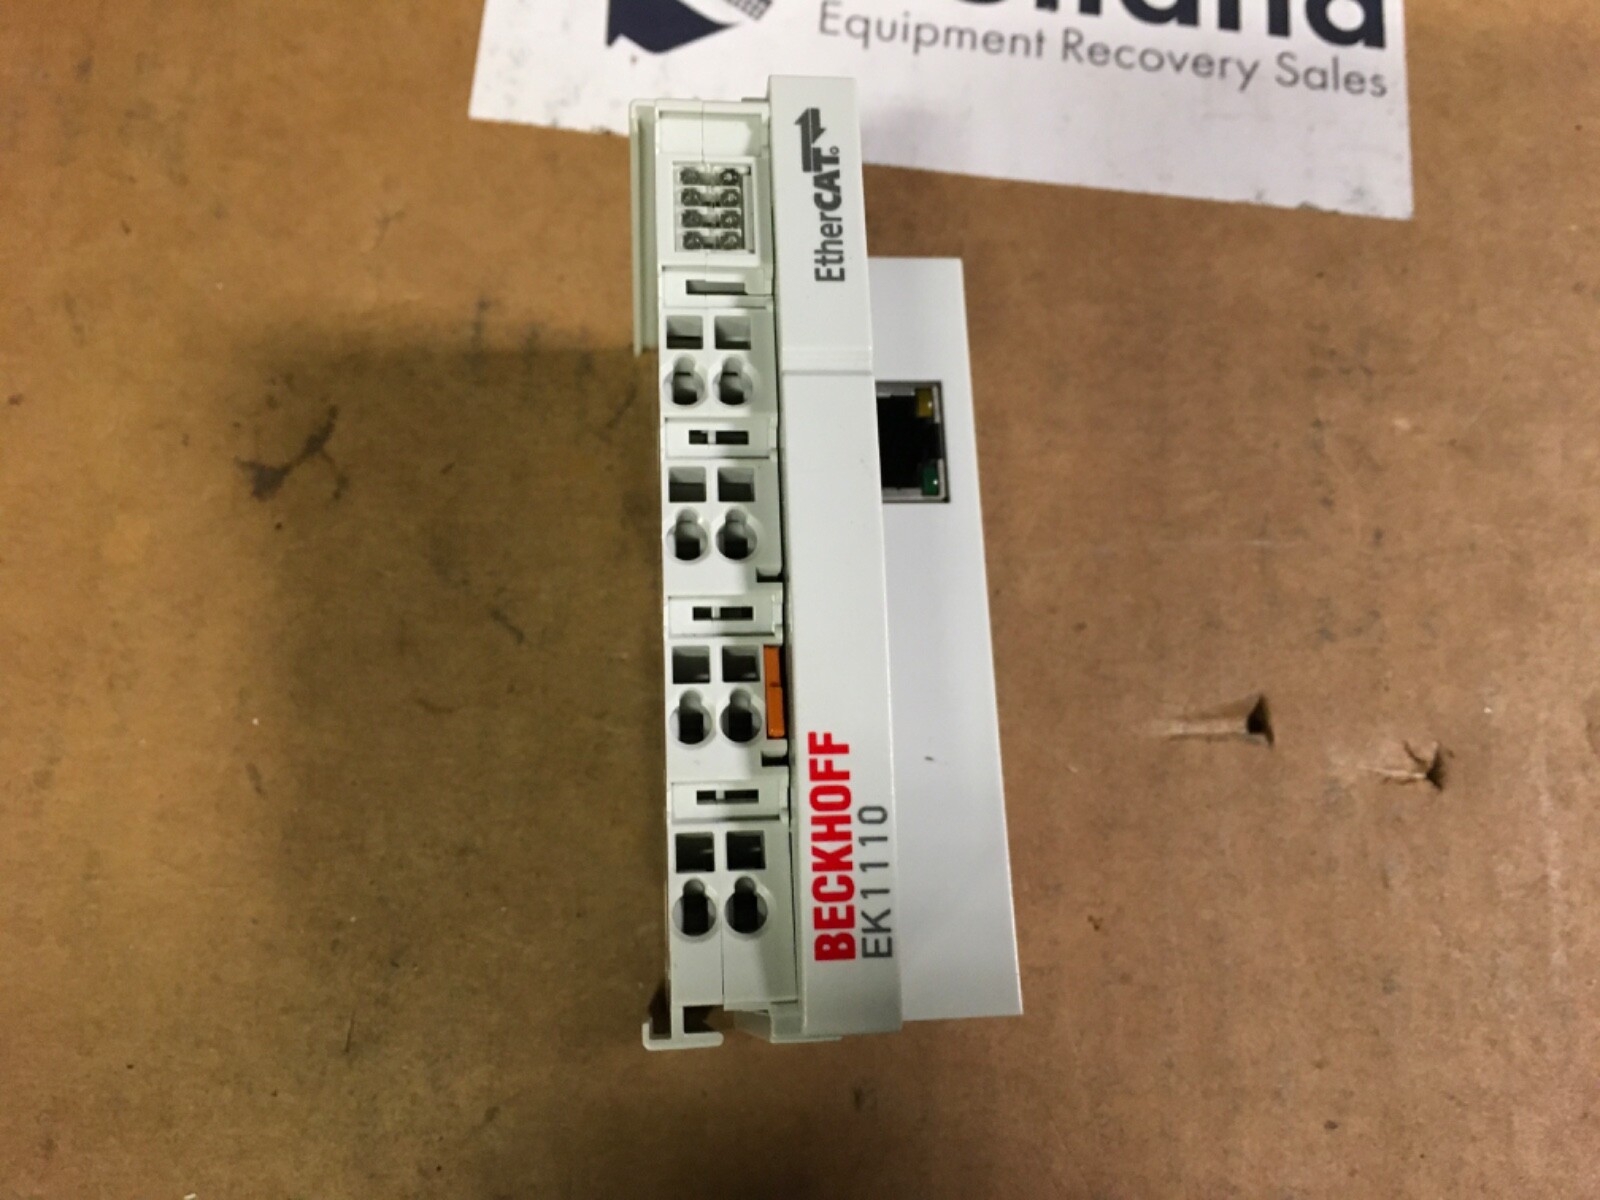 Equipment Recovery Sales
EtherCAT
BECKHOFF
EK1110